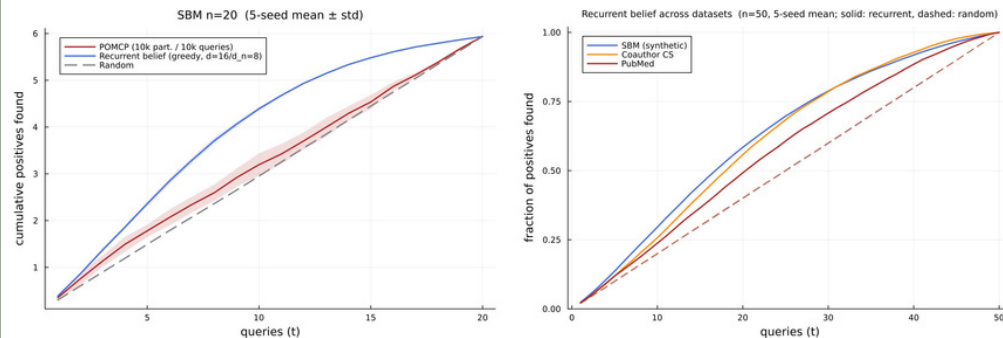 SBM n=20 (5-seed mean ± std)
POMCP (10k part. / 10k queries)
Recurrent belief (greedy, d=16/d_n=8)
Random
cumulative positives found
6
5
4
3
2
1
5
10
15
20
queries (t)
Recurrent belief across datasets (n=50, 5-seed mean; solid: recurrent, dashed: random)
SBM (synthetic)
Coauthor CS
PubMed
fraction of positives found
1.00
0.75
0.50
0.25
0.00
0
10
20
30
40
50
queries (t)